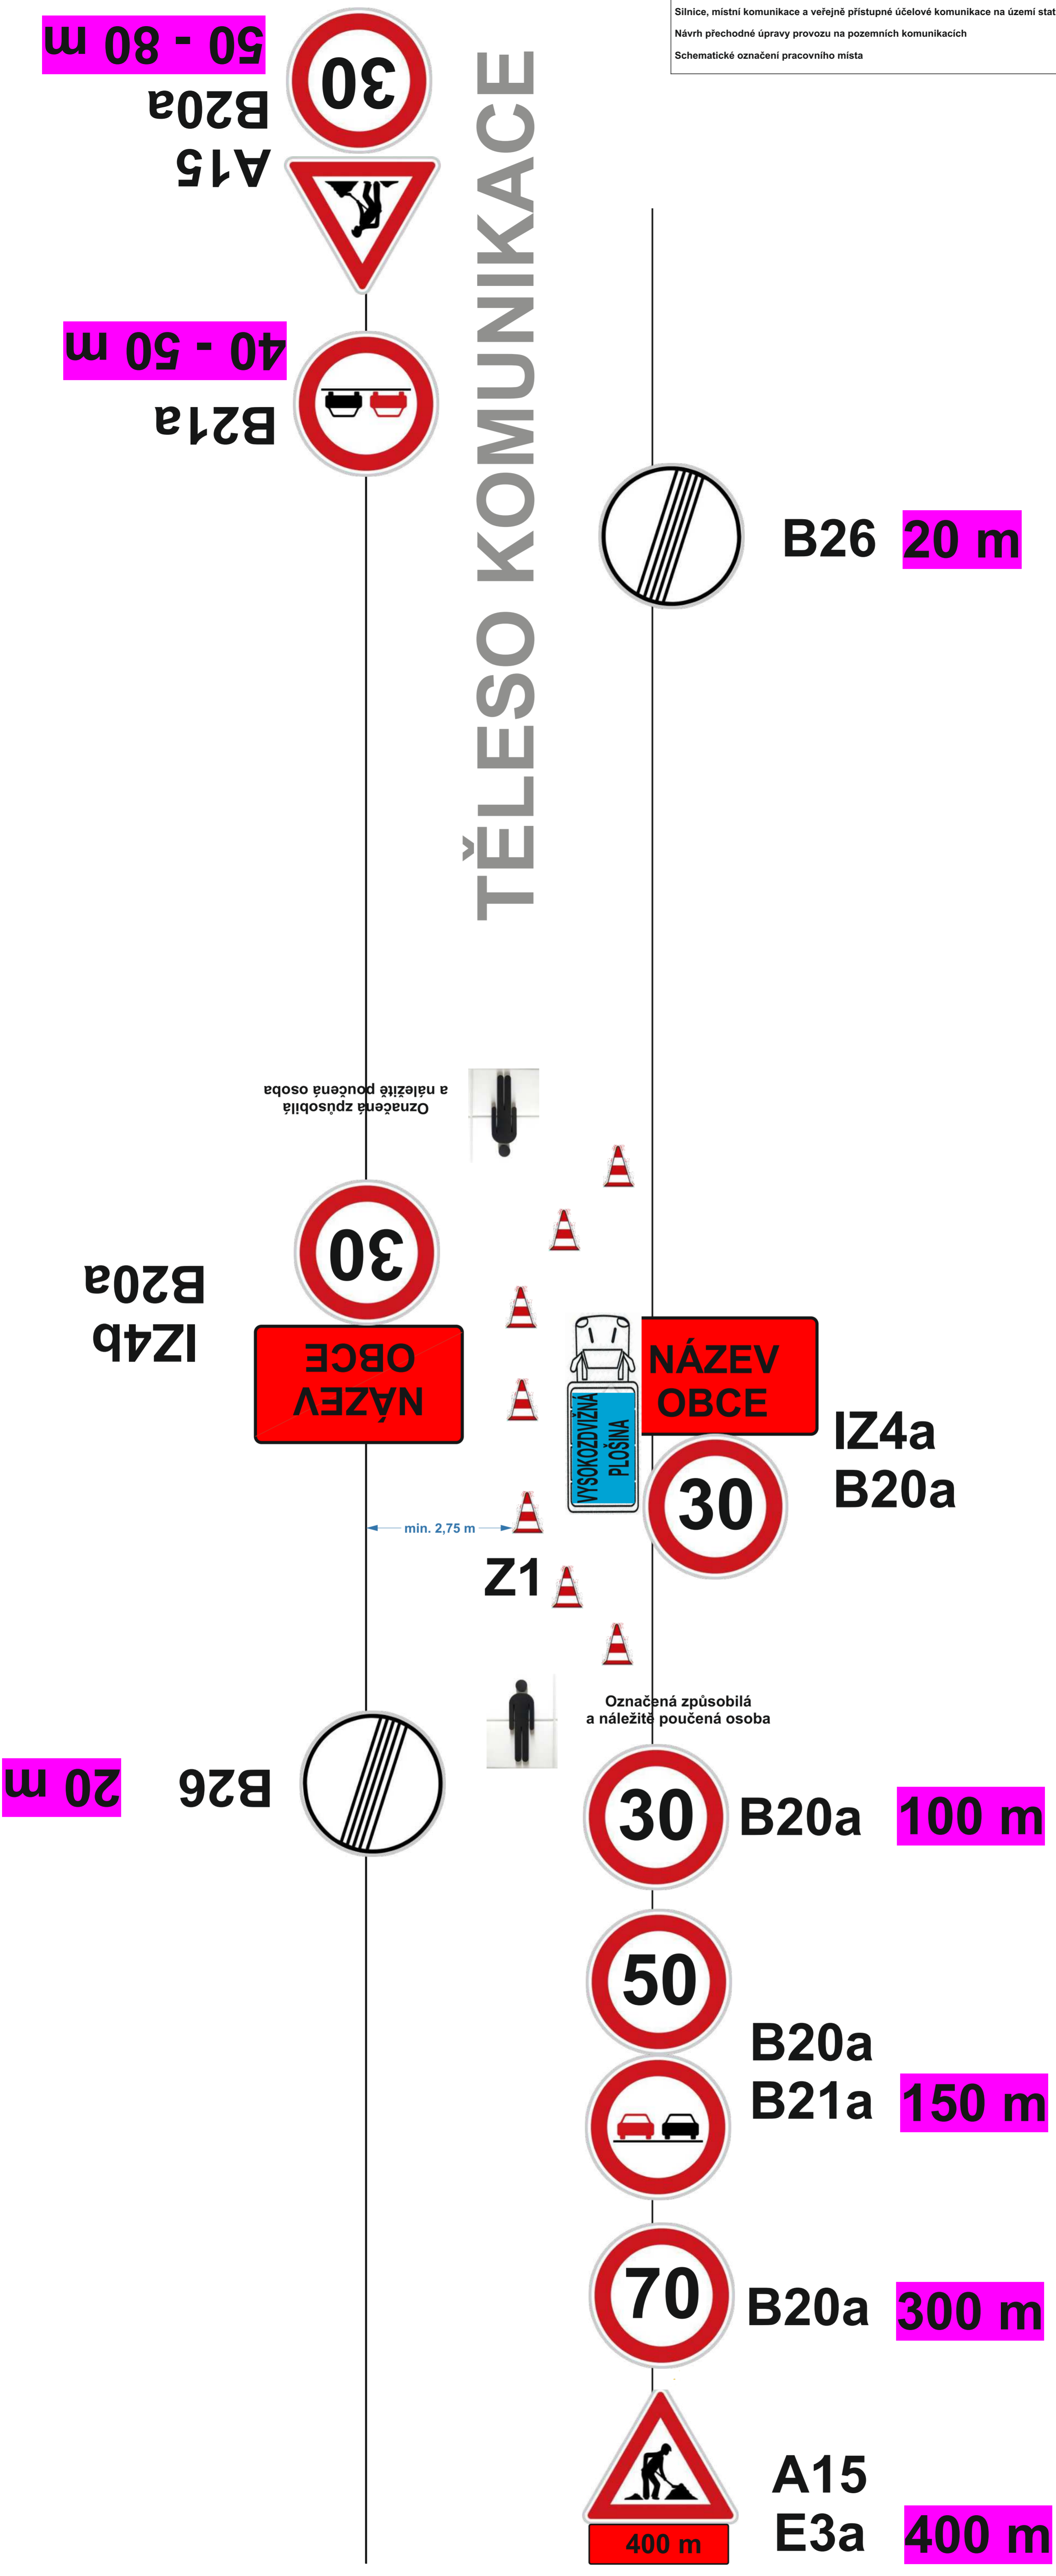 Silnice, místní komunikace a veřejně přístupné účelové komunikace na území stat
Návrh přechodné úpravy provozu na pozemních komunikacích
Schematické označení pracovního místa
50 - 80 m
30
B20a
A15
TĚLESO KOMUNIKACE
40 - 50 m
B21a
B26 20 m
Označená způsobilá
a náležitě poučená osoba
30
B20a
IZ4b
NÁZEV
OBCE
NÁZEV
OBCE
VYSOKOZDVIŽNÁ
PLOŠINA
IZ4a
B20a
30
min. 2,75 m
Z1
Označená způsobilá
a náležitě poučená osoba
B26 20 m
30 B20a 100 m
50
B20a
B21a 150 m
70 B20a 300 m
A15
E3a 400 m
400 m